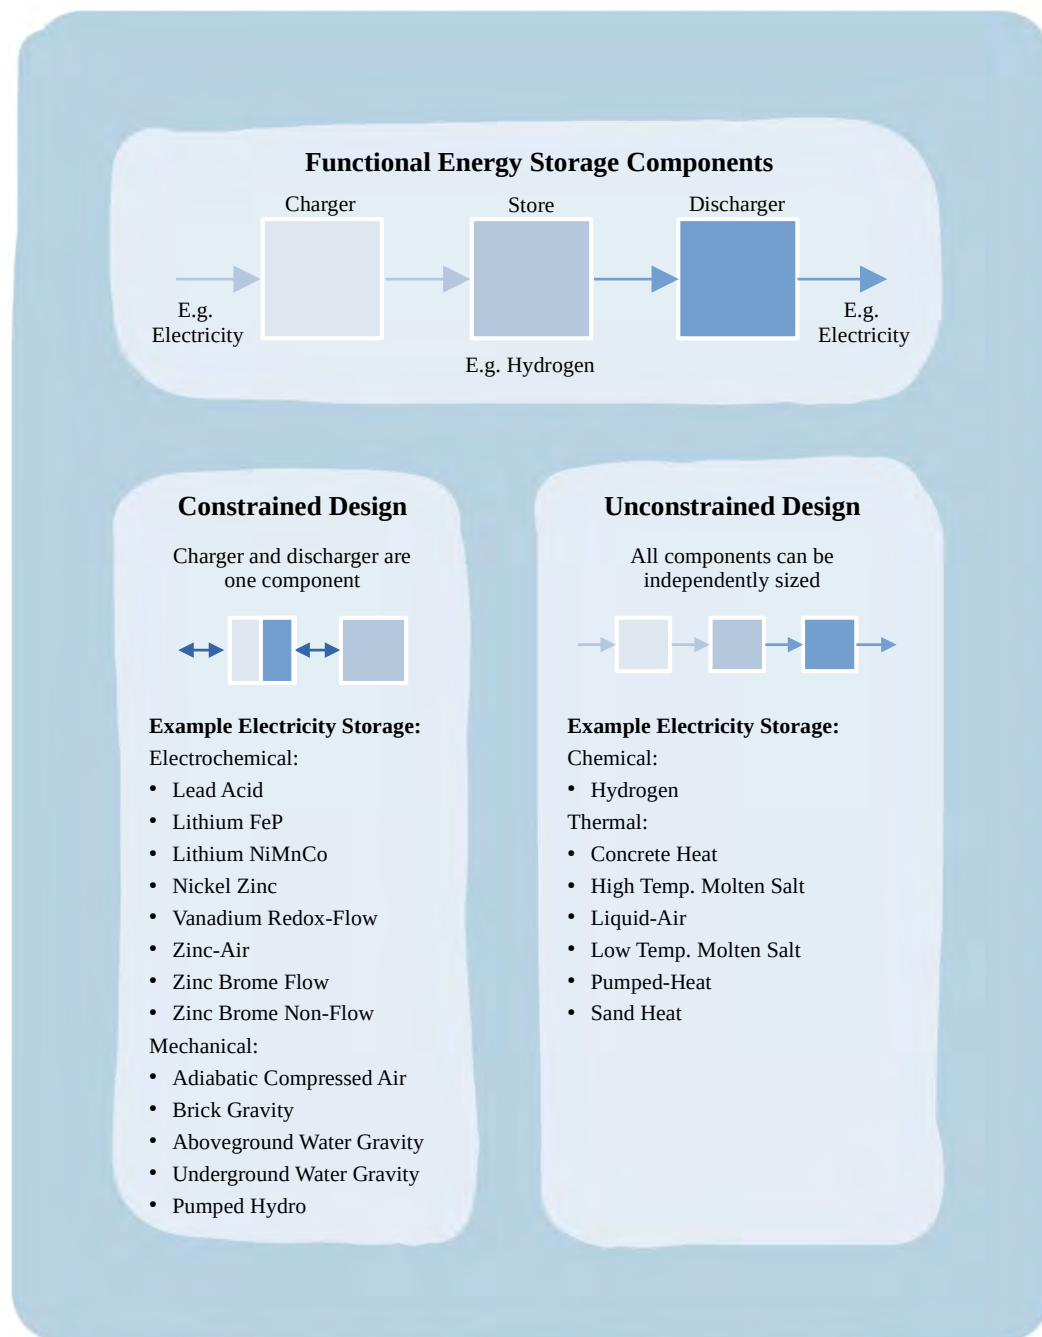 Functional Energy Storage Components
Charger
Store
Discharger
E.g.
Electricity
E.g. Hydrogen
E.g.
Electricity
Constrained Design
Charger and discharger are
one component
Example Electricity Storage:
Electrochemical:
• Lead Acid
• Lithium FeP
• Lithium NiMnCo
• Nickel Zinc
• Vanadium Redox-Flow
• Zinc-Air
• Zinc Brome Flow
• Zinc Brome Non-Flow
Mechanical:
• Adiabatic Compressed Air
• Brick Gravity
• Aboveground Water Gravity
• Underground Water Gravity
• Pumped Hydro
Unconstrained Design
All components can be
independently sized
Example Electricity Storage:
Chemical:
• Hydrogen
Thermal:
• Concrete Heat
• High Temp. Molten Salt
• Liquid-Air
• Low Temp. Molten Salt
• Pumped-Heat
• Sand Heat